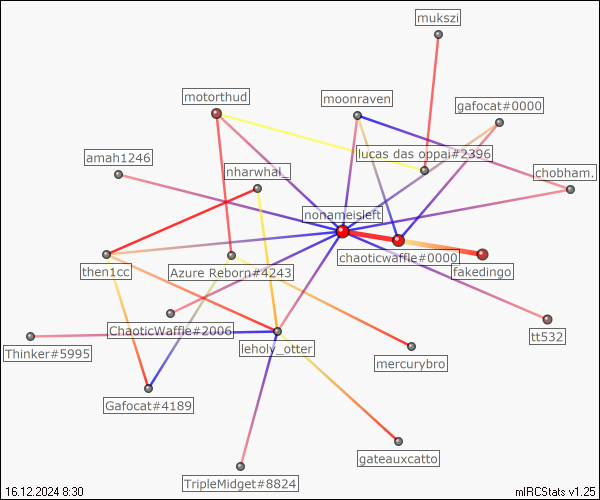 mukszi
motorthud
moonraven
gafocat#0000
amah1246
lucas das oppai#2396
nharwhal_
chobham.
nonameisleft
chaoticwaffle#0000
then1cc
Azure Reborn#4243
fakedingo
ChaoticWaffle#2006
tt532
Thinker#5995
leholy_otter
mercurybro
Gafocat#4189
gateauxcatto
TripleMidget#8824
16.12.2024 8:30
mIRCStats v1.25